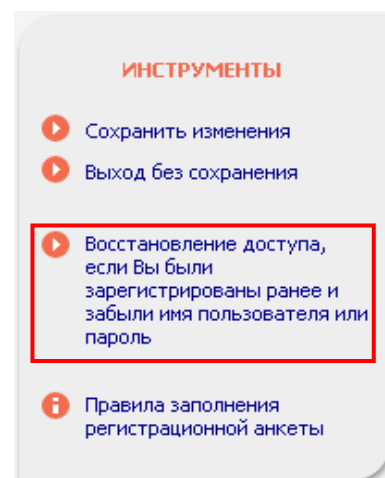 ИНСТРУМЕНТЫ
Сохранить изменения
Выход без сохранения
Восстановление доступа,
если Вы были
зарегистрированы ранее и
забыли имя пользователя или
пароль
Правила заполнения
регистрационной анкеты